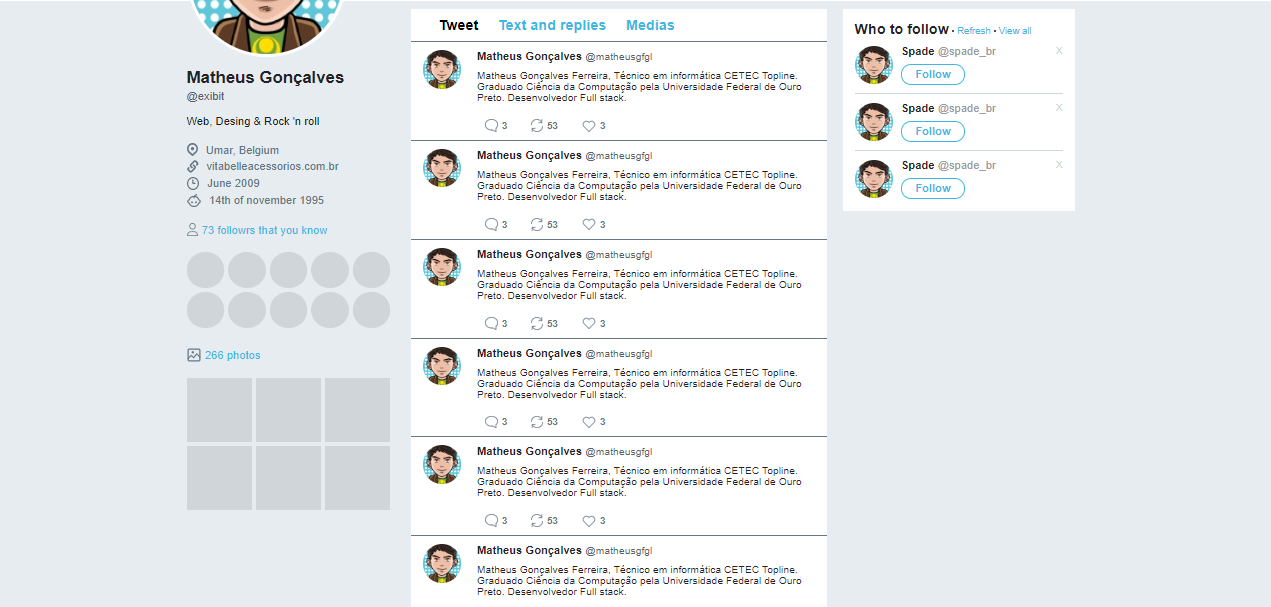 Matheus Gonçalves
@exibit
Web, Desing & Rock 'n roll
Umar, Belgium
vitabelleacessorios.com.br
June 2009
14th of november 1995
73 followrs that you know
266 photos
Tweet Text and replies Medias
Matheus Gonçalves @matheusgfgl
Matheus Gonçalves Ferreira, Técnico em informática CETEC Topline.
Graduado Ciência da Computação pela Universidade Federal de Ouro
Preto. Desenvolvedor Full stack.
3 53 3
Matheus Gonçalves @matheusgfgl
Matheus Gonçalves Ferreira, Técnico em informática CETEC Topline.
Graduado Ciência da Computação pela Universidade Federal de Ouro
Preto. Desenvolvedor Full stack.
3 53 3
Matheus Gonçalves @matheusgfgl
Matheus Gonçalves Ferreira, Técnico em informática CETEC Topline.
Graduado Ciência da Computação pela Universidade Federal de Ouro
Preto. Desenvolvedor Full stack.
3 53 3
Matheus Gonçalves @matheusgfgl
Matheus Gonçalves Ferreira, Técnico em informática CETEC Topline.
Graduado Ciência da Computação pela Universidade Federal de Ouro
Preto. Desenvolvedor Full stack.
3 53 3
Matheus Gonçalves @matheusgfgl
Matheus Gonçalves Ferreira, Técnico em informática CETEC Topline.
Graduado Ciência da Computação pela Universidade Federal de Ouro
Preto. Desenvolvedor Full stack.
3 53 3
Matheus Gonçalves @matheusgfgl
Matheus Gonçalves Ferreira, Técnico em informática CETEC Topline.
Graduado Ciência da Computação pela Universidade Federal de Ouro
Preto. Desenvolvedor Full stack.
Who to follow • Refresh • View all
Spade @spade_br X
Follow
Spade @spade_br X
Follow
Spade @spade_br X
Follow